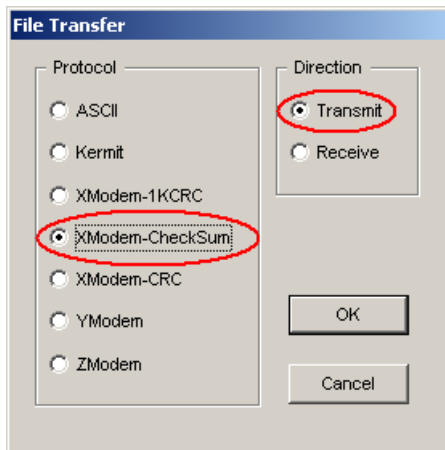 File Transfer
Protocol
ASCII
Kermit
XModem-1KCRC
XModem-CheckSum
XModem-CRC
YModem
ZModem
Direction
Transmit
Receive
OK
Cancel